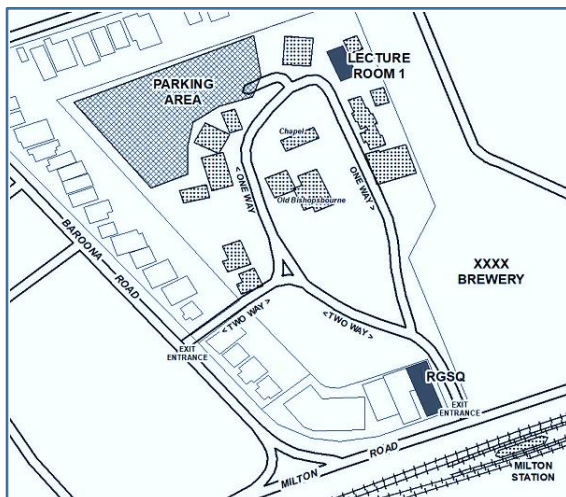 LECTURE
ROOM 1
PARKING
AREA
Chapel
< ONE WAY
ONE WAY >
Old Bishopsbourne
BAROONA
ROAD
XXXX
BREWERY
< TWO WAY >
< TWO WAY >
EXIT
ENTRANCE
RGSQ
EXIT
ENTRANCE
MILTON
ROAD
MILTON
STATION